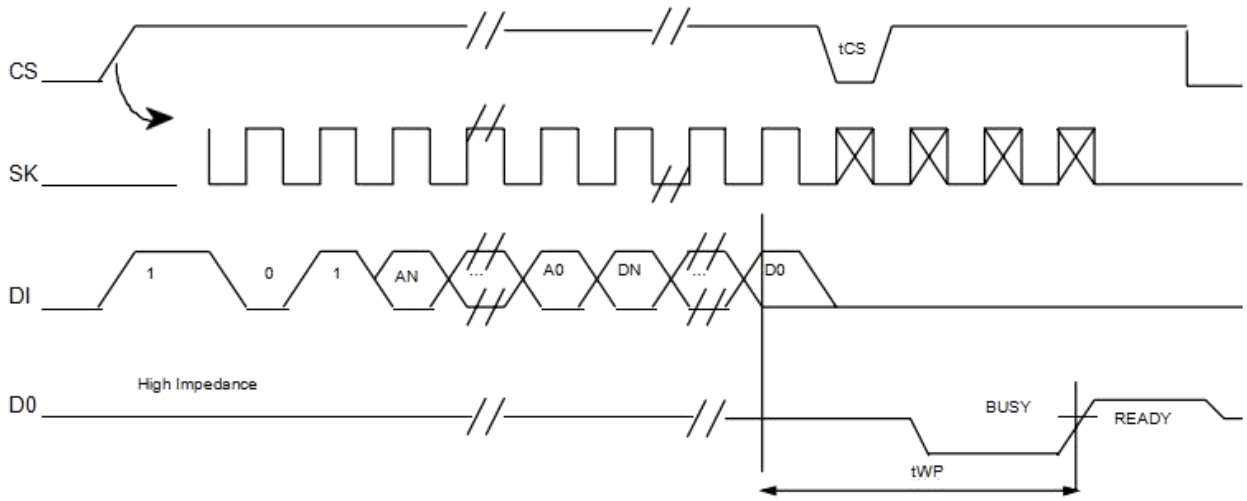 CS
tCS
SK
DI
1
0
1
AN
...
A0
DN
...
D0
High Impedance
D0
BUSY
READY
tWP